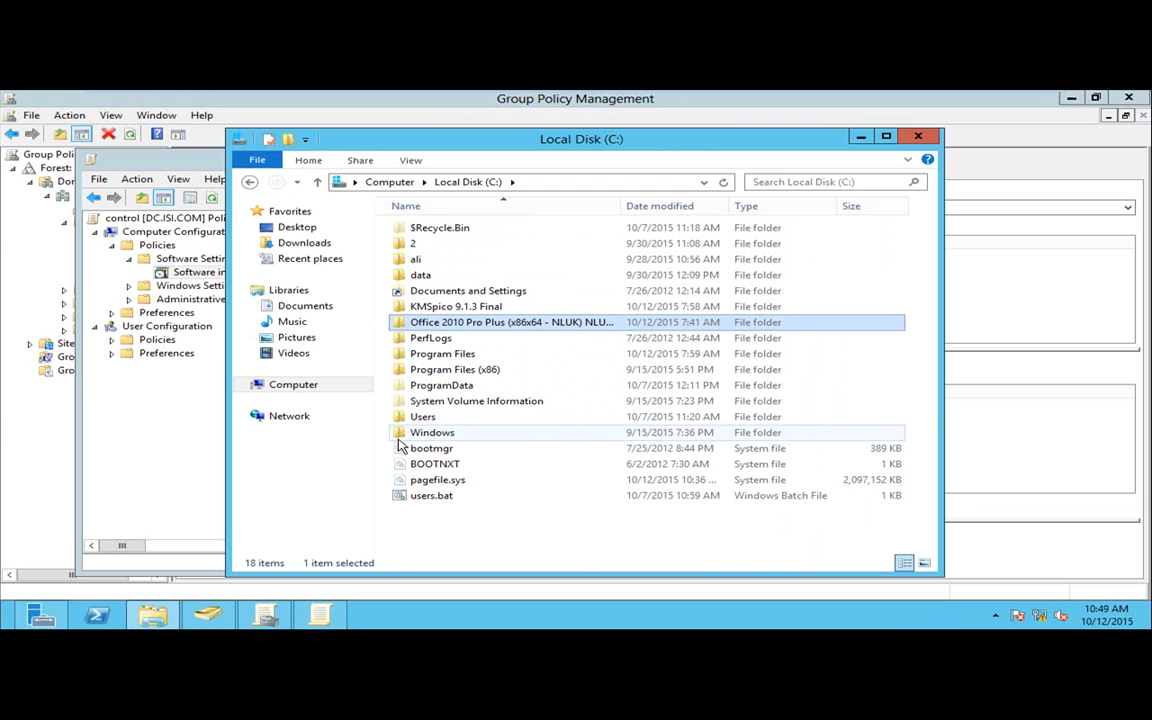 Group Policy Management
File Action View Window Help
Group Poli
Forest:
Dor
File Action View Help
control [DC.ISI.COM] Poli
Computer Configurat
Policies
Software Setti
Software in
Windows Settin
Administrative
Preferences
User Configuration
Policies
Preferences
Site
Gro
Gro
Local Disk (C:)
File Home Share View
Computer Local Disk (C:) Search Local Disk (C:)
Favorites
Desktop
Downloads
Recent places
Libraries
Documents
Music
Pictures
Videos
Computer
Network
Name Date modified Type Size
$Recycle.Bin 10/7/2015 11:18 AM File folder
2 9/30/2015 11:08 AM File folder
ali 9/28/2015 10:56 AM File folder
data 9/30/2015 12:09 PM File folder
Documents and Settings 7/26/2012 12:14 AM File folder
KMSpico 9.1.3 Final 10/12/2015 7:58 AM File folder
Office 2010 Pro Plus (x86x64 - NLUK) NLU... 10/12/2015 7:41 AM File folder
PerfLogs 7/26/2012 12:44 AM File folder
Program Files 10/12/2015 7:59 AM File folder
Program Files (x86) 9/15/2015 5:51 PM File folder
ProgramData 10/7/2015 12:11 PM File folder
System Volume Information 9/15/2015 7:23 PM File folder
Users 10/7/2015 11:20 AM File folder
Windows 9/15/2015 7:36 PM File folder
bootmgr 7/25/2012 8:44 PM System file 389 KB
BOOTNXT 6/2/2012 7:30 AM System file 1 KB
pagefile.sys 10/12/2015 10:36 ... System file 2,097,152 KB
users.bat 10/7/2015 10:59 AM Windows Batch File 1 KB
18 items 1 item selected
10:49 AM
10/12/2015